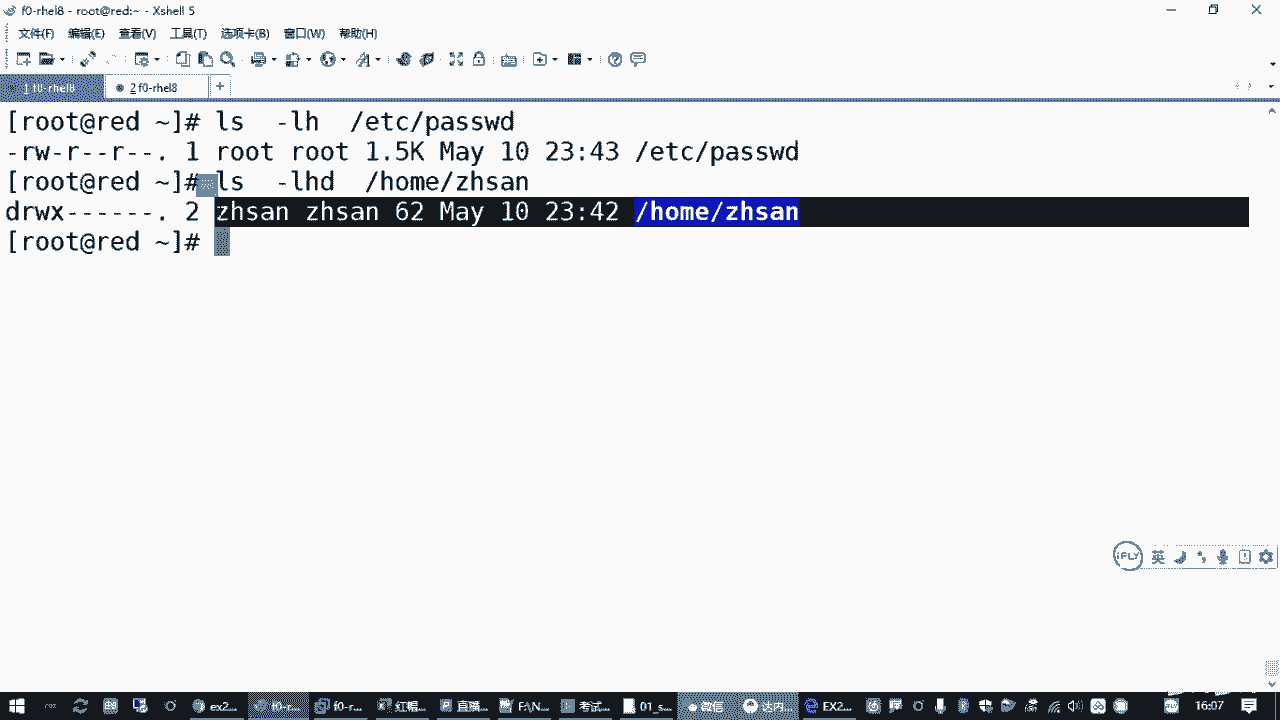 f0-rhel8 - root@red:~ - Xshell 5
文件(F) 编辑(E) 查看(V) 工具(T) 选项卡(B) 窗口(W) 帮助(H)
1 f0-rhel8 2 f0-rhel8 +
[root@red ~]# ls  -lh  /etc/passwd
-rw-r--r--. 1 root root 1.5K May 10 23:43 /etc/passwd
[root@red ~]# ls  -lhd  /home/zhsan
drwx------. 2 zhsan zhsan 62 May 10 23:42 /home/zhsan
[root@red ~]#
iFLY 英
ex2... f0-r... f0-r... 红帽... 直播... FAN... 考试... 01_s... 微信 达内... EX2... 16:07